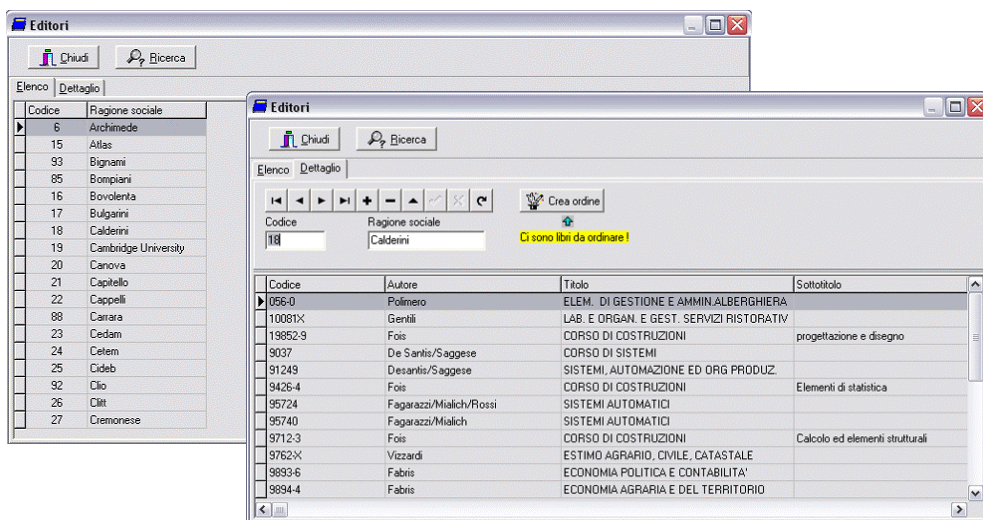 Editori
Chiudi Ricerca
Elenco Dettaglio
Codice Ragione sociale
6 Archimede
15 Atlas
93 Bignami
85 Bompiani
16 Bovolenta
17 Bulgarini
18 Calderini
19 Cambridge University
20 Canova
21 Capitello
22 Cappelli
88 Carrara
23 Cedam
24 Cetem
25 Cideb
92 Clio
26 Clitt
27 Cremonese
Editori
Chiudi Ricerca
Elenco Dettaglio
Crea ordine
Codice Ragione sociale
18 Calderini
Ci sono libri da ordinare !
Codice Autore Titolo Sottotitolo
056-0 Polimero ELEM. DI GESTIONE E AMMIN.ALBERGHIERA
10081X Gentili LAB. E ORGAN. E GEST. SERVIZI RISTORATIV
19852-9 Fois CORSO DI COSTRUZIONI progettazione e disegno
9037 De Santis/Saggese CORSO DI SISTEMI
91249 Desantis/Saggese SISTEMI, AUTOMAZIONE ED ORG PRODUZ.
9426-4 Fois CORSO DI COSTRUZIONI Elementi di statistica
95724 Fagarazzi/Mialich/Rossi SISTEMI AUTOMATICI
95740 Fagarazzi/Mialich SISTEMI AUTOMATICI
9712-3 Fois CORSO DI COSTRUZIONI Calcolo ed elementi strutturali
9762-X Vizzardi ESTIMO AGRARIO, CIVILE, CATASTALE
9893-6 Fabris ECONOMIA POLITICA E CONTABILITA'
9894-4 Fabris ECONOMIA AGRARIA E DEL TERRITORIO